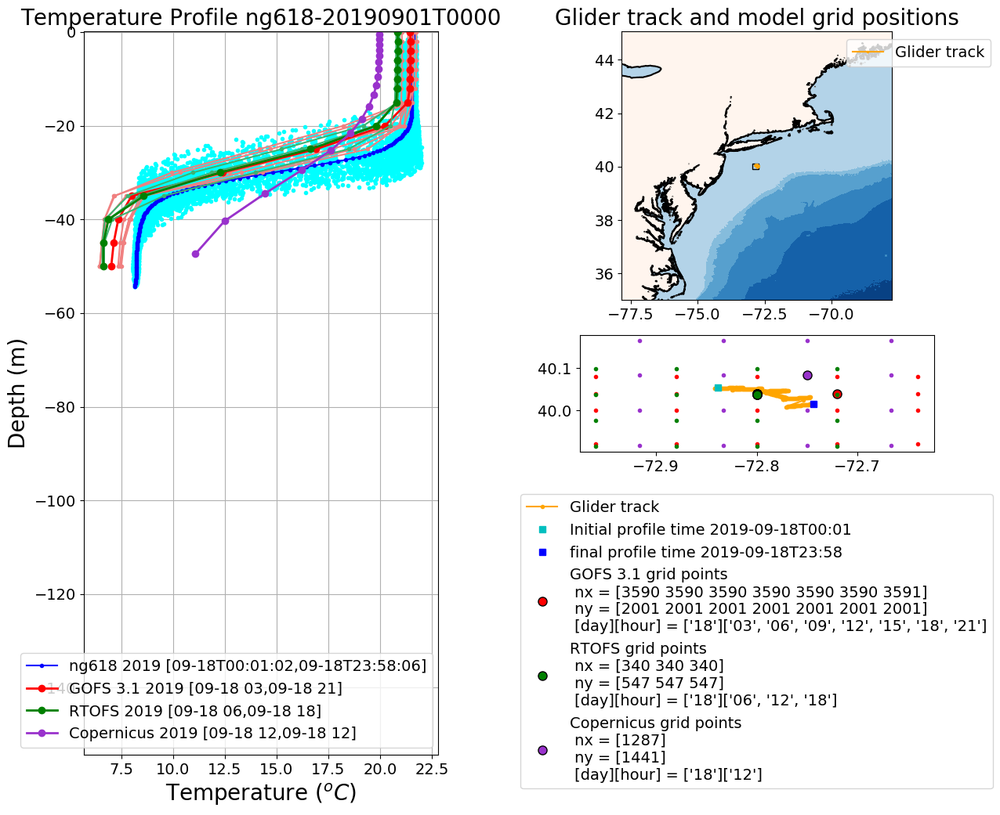 Temperature Profile ng618-20190901T0000
0
−20
−40
−60
−80
−100
−120
−140
Depth (m)
ng618 2019 [09-18T00:01:02,09-18T23:58:06]
GOFS 3.1 2019 [09-18 03,09-18 21]
RTOFS 2019 [09-18 06,09-18 18]
Copernicus 2019 [09-18 12,09-18 12]
7.5 10.0 12.5 15.0 17.5 20.0 22.5
Temperature (°C)
Glider track and model grid positions
Glider track
44
42
40
38
36
−77.5 −75.0 −72.5 −70.0
40.1
40.0
−72.9 −72.8 −72.7
Glider track
Initial profile time 2019-09-18T00:01
final profile time 2019-09-18T23:58
GOFS 3.1 grid points
nx = [3590 3590 3590 3590 3590 3590 3591]
ny = [2001 2001 2001 2001 2001 2001 2001]
[day][hour] = ['18']['03', '06', '09', '12', '15', '18', '21']
RTOFS grid points
nx = [340 340 340]
ny = [547 547 547]
[day][hour] = ['18']['06', '12', '18']
Copernicus grid points
nx = [1287]
ny = [1441]
[day][hour] = ['18']['12']